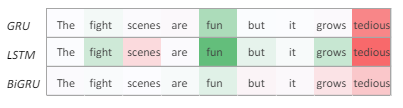 GRU The fight scenes are fun but it grows tedious
LSTM The fight scenes are fun but it grows tedious
BiGRU The fight scenes are fun but it grows tedious